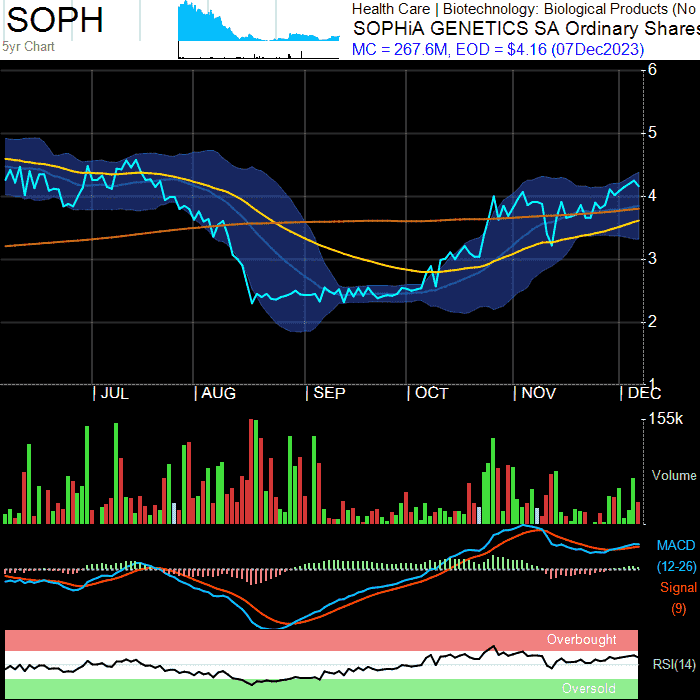 SOPH
5yr Chart
Health Care | Biotechnology: Biological Products (No
SOPHiA GENETICS SA Ordinary Shares
MC = 267.6M, EOD = $4.16 (07Dec2023)
6
5
4
3
2
1
| JUL | AUG | SEP | OCT | NOV | DEC
155k
Volume
MACD
(12-26)
Signal
(9)
Overbought
RSI(14)
Oversold